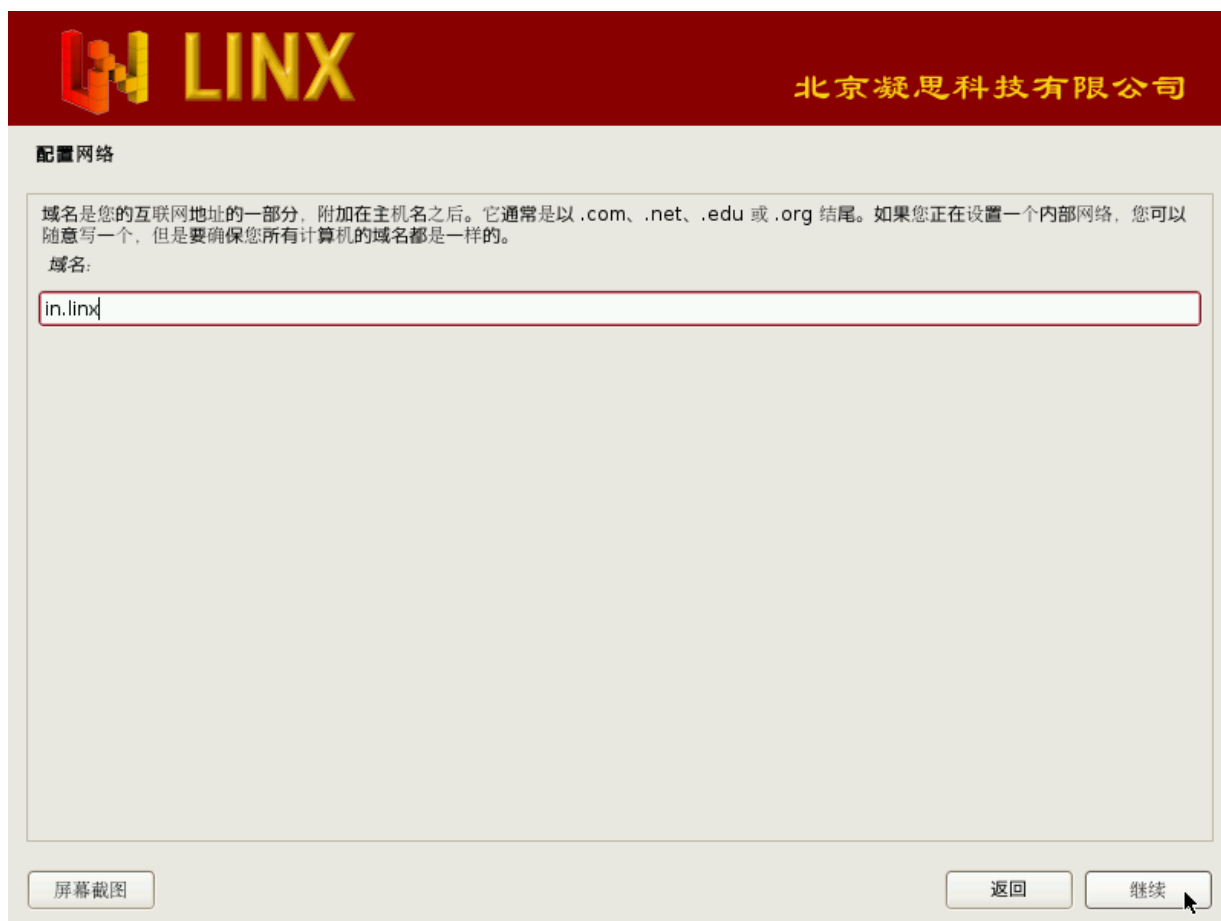 LINX
北京凝思科技有限公司
配置网络
域名是您的互联网地址的一部分，附加在主机名之后。它通常是以 .com、.net、.edu 或 .org 结尾。如果您正在设置一个内部网络，您可以
随意写一个，但是要确保您所有计算机的域名都是一样的。
域名:
in.linx
屏幕截图
返回
继续